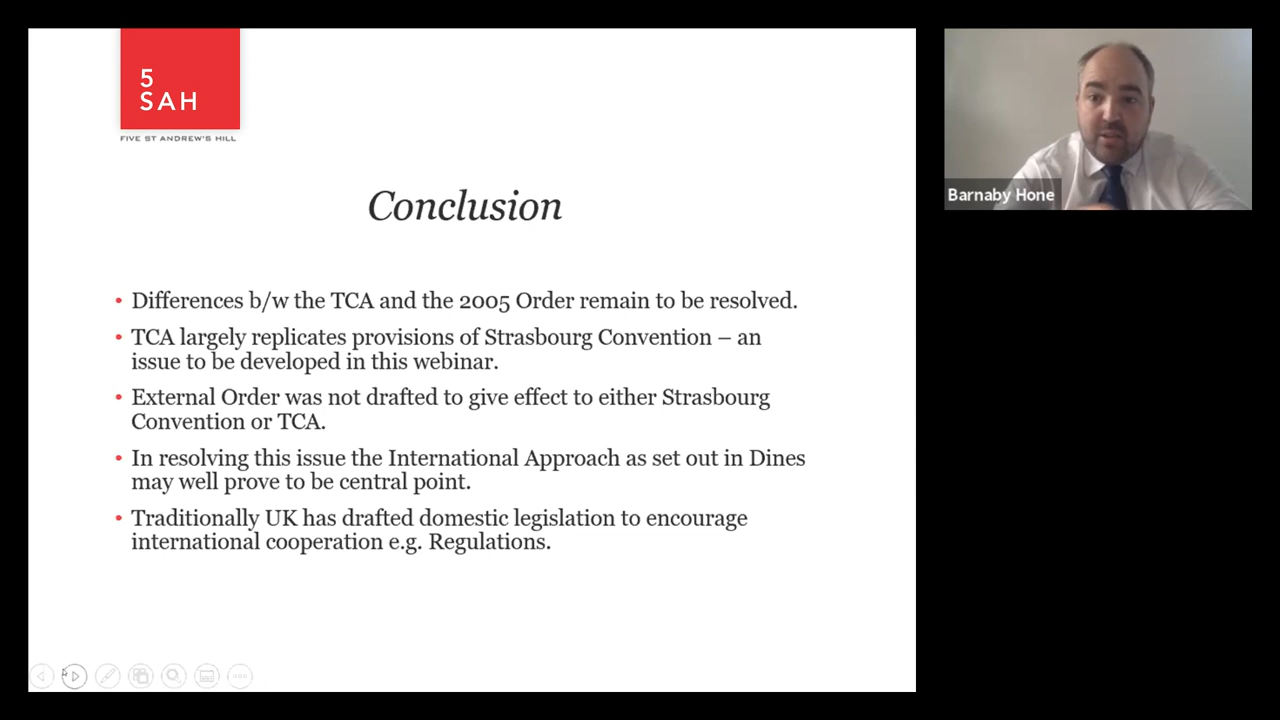 5
SAH
FIVE ST ANDREW'S HILL
Conclusion
• Differences b/w the TCA and the 2005 Order remain to be resolved.
• TCA largely replicates provisions of Strasbourg Convention – an
issue to be developed in this webinar.
• External Order was not drafted to give effect to either Strasbourg
Convention or TCA.
• In resolving this issue the International Approach as set out in Dines
may well prove to be central point.
• Traditionally UK has drafted domestic legislation to encourage
international cooperation e.g. Regulations.
Barnaby Hone